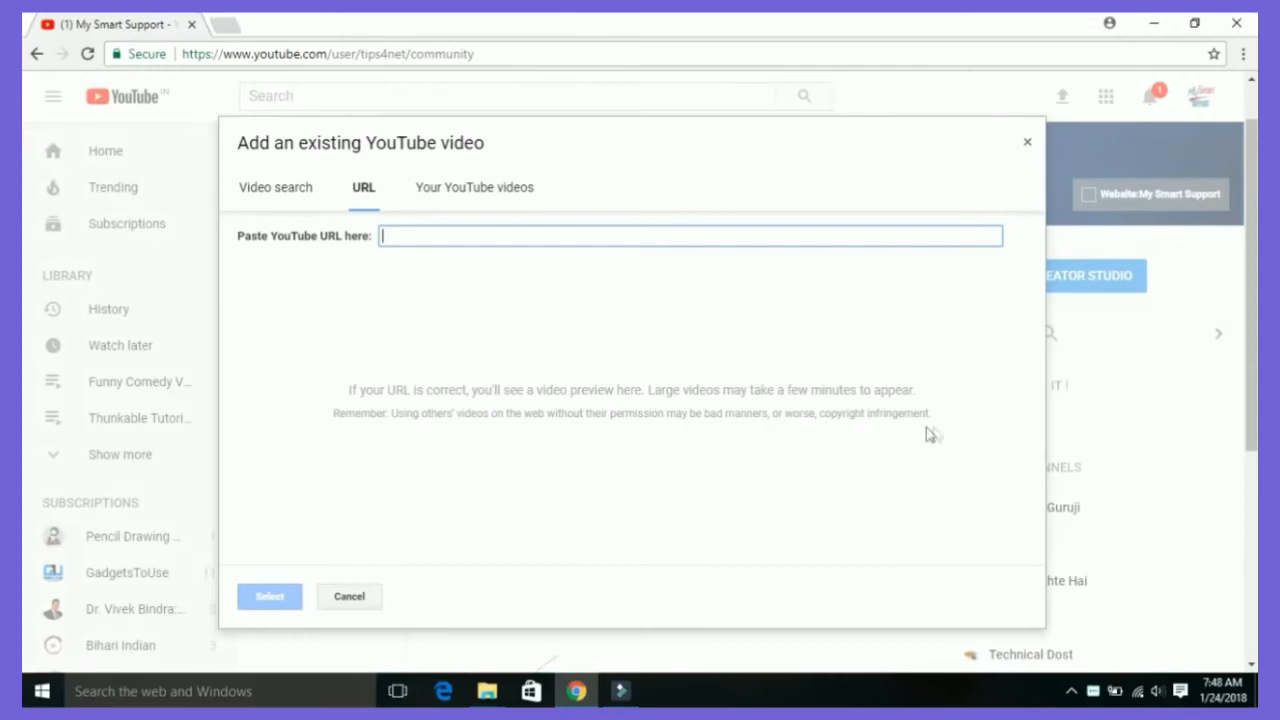 (1) My Smart Support -
Secure
https://www.youtube.com/user/tips4net/community
YouTube IN
Search
1
Add an existing YouTube video
Home
Trending
Subscriptions
Video search
URL
Your YouTube videos
Website:My Smart Support
Paste YouTube URL here:
LIBRARY
History
Watch later
Funny Comedy V...
Thunkable Tutori...
Show more
EATOR STUDIO
IT !
If your URL is correct, you'll see a video preview here. Large videos may take a few minutes to appear.
Remember: Using others' videos on the web without their permission may be bad manners, or worse, copyright infringement.
NNELS
Guruji
hte Hai
Technical Dost
SUBSCRIPTIONS
Pencil Drawing ...
GadgetsToUse
Dr. Vivek Bindra:...
Bihari Indian
3
Select
Cancel
Search the web and Windows
7:48 AM
1/24/2018